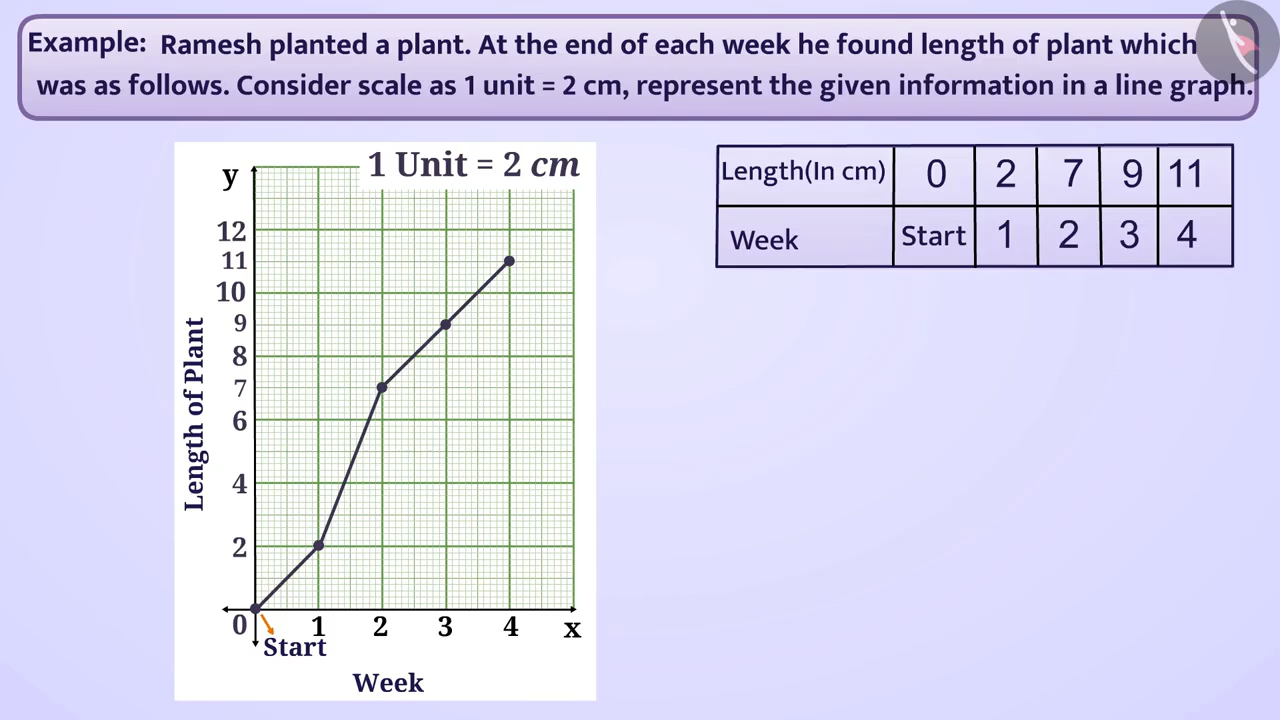 Example: Ramesh planted a plant. At the end of each week he found length of plant which
was as follows. Consider scale as 1 unit = 2 cm, represent the given information in a line graph.
1 Unit = 2 cm
y
12
11
10
9
8
7
6
4
2
0
Length of Plant
1 2 3 4 x
Start
Week
Length(In cm) 0 2 7 9 11
Week Start 1 2 3 4